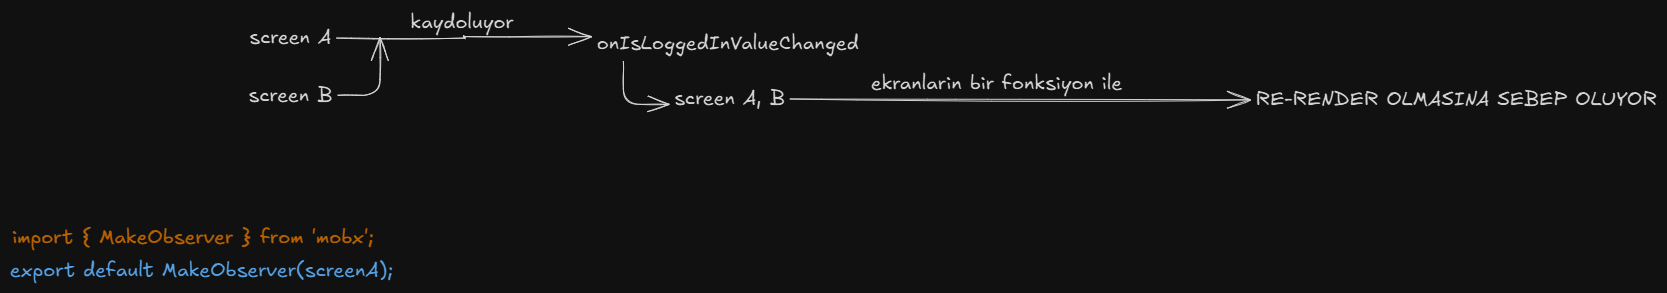 kaydoluyor
screen A
onIsLoggedInValueChanged
screen B
ekranlarin bir fonksiyon ile
screen A, B
RE-RENDER OLMASINA SEBEP OLUYOR
import { MakeObserver } from 'mobx';
export default MakeObserver(screenA);